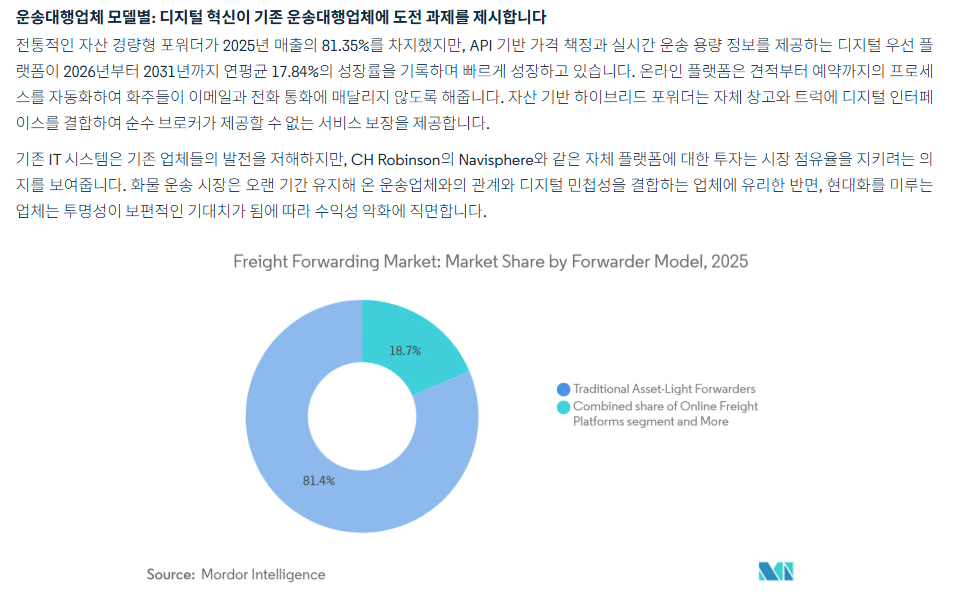 운송대행업체 모델별: 디지털 혁신이 기존 운송대행업체에 도전 과제를 제시합니다
전통적인 자산 경량형 포워더가 2025년 매출의 81.35%를 차지했지만, API 기반 가격 책정과 실시간 운송 용량 정보를 제공하는 디지털 우선 플
랫폼이 2026년부터 2031년까지 연평균 17.84%의 성장률을 기록하며 빠르게 성장하고 있습니다. 온라인 플랫폼은 견적부터 예약까지의 프로세
스를 자동화하여 화주들이 이메일과 전화 통화에 매달리지 않도록 해줍니다. 자산 기반 하이브리드 포워더는 자체 창고와 트럭에 디지털 인터페
이스를 결합하여 순수 브로커가 제공할 수 없는 서비스 보장을 제공합니다.
기존 IT 시스템은 기존 업체들의 발전을 저해하지만, CH Robinson의 Navisphere와 같은 자체 플랫폼에 대한 투자는 시장 점유율을 지키려는 의
지를 보여줍니다. 화물 운송 시장은 오랜 기간 유지해 온 운송업체와의 관계와 디지털 민첩성을 결합하는 업체에 유리한 반면, 현대화를 미루는
업체는 투명성이 보편적인 기대치가 됨에 따라 수익성 악화에 직면합니다.
Freight Forwarding Market: Market Share by Forwarder Model, 2025
18.7%
81.4%
Traditional Asset-Light Forwarders
Combined share of Online Freight
Platforms segment and More
Source: Mordor Intelligence